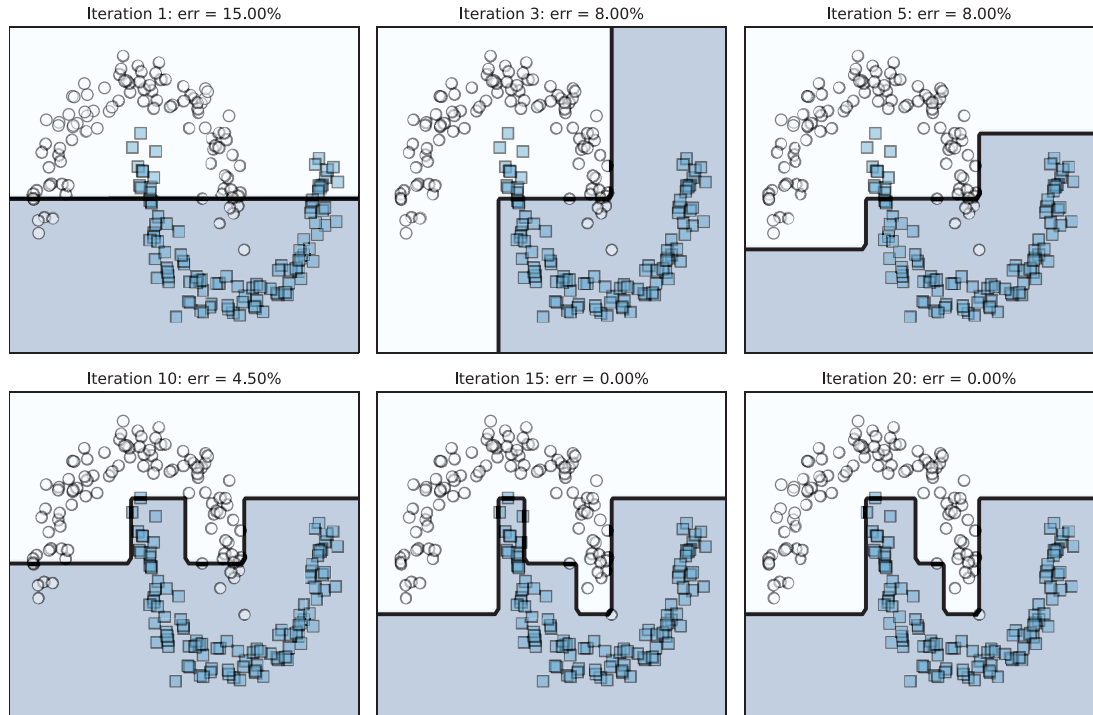 Iteration 1: err = 15.00%
Iteration 3: err = 8.00%
Iteration 5: err = 8.00%
Iteration 10: err = 4.50%
Iteration 15: err = 0.00%
Iteration 20: err = 0.00%